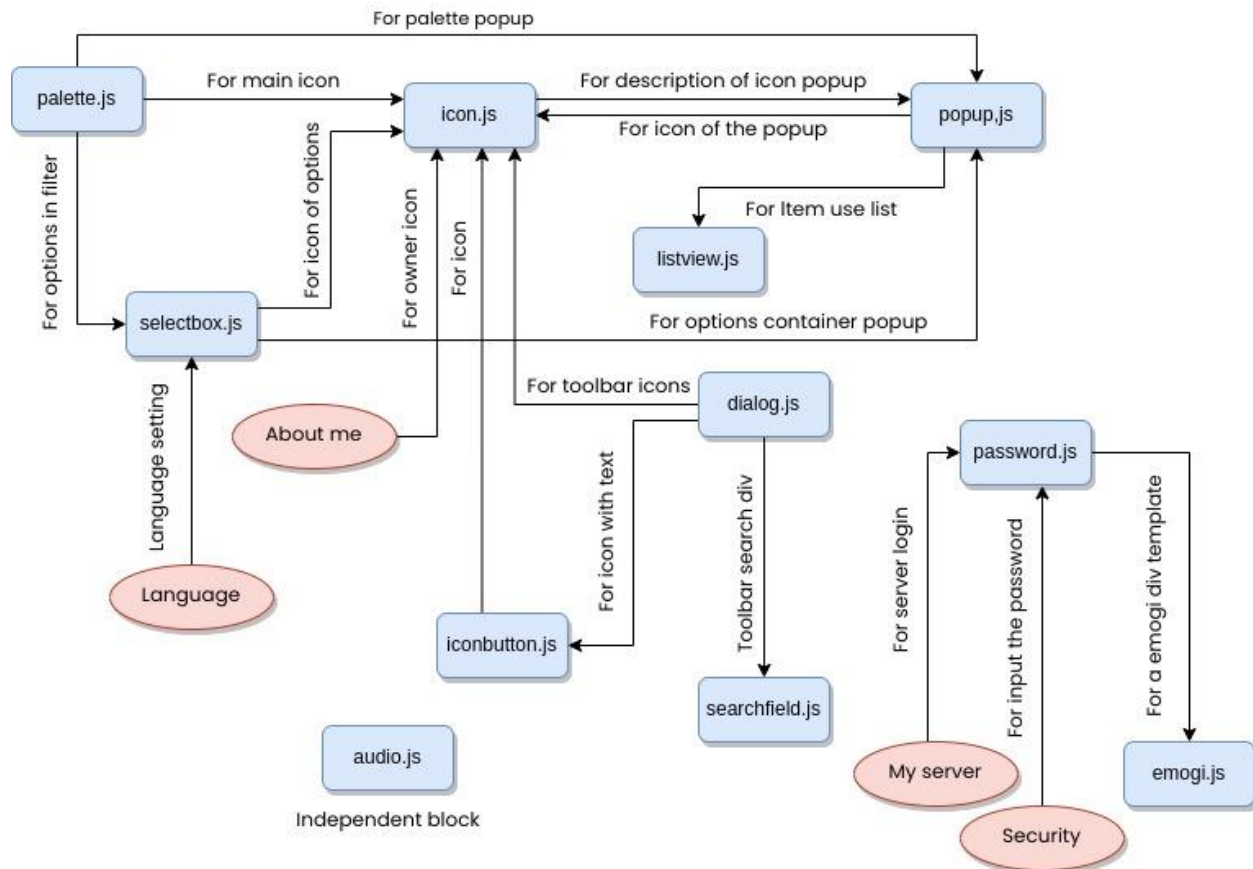 For palette popup
palette.js
For main icon
icon.js
For description of icon popup
For icon of the popup
popup,js
For options in filter
For icon of options
For owner icon
For icon
For Item use list
listview.js
selectbox.js
For options container popup
Language setting
About me
For toolbar icons
dialog.js
password.js
For icon with text
Toolbar search div
For server login
For input the password
For a emogi div template
Language
iconbutton.js
searchfield.js
audio.js
Independent block
My server
emogi.js
Security